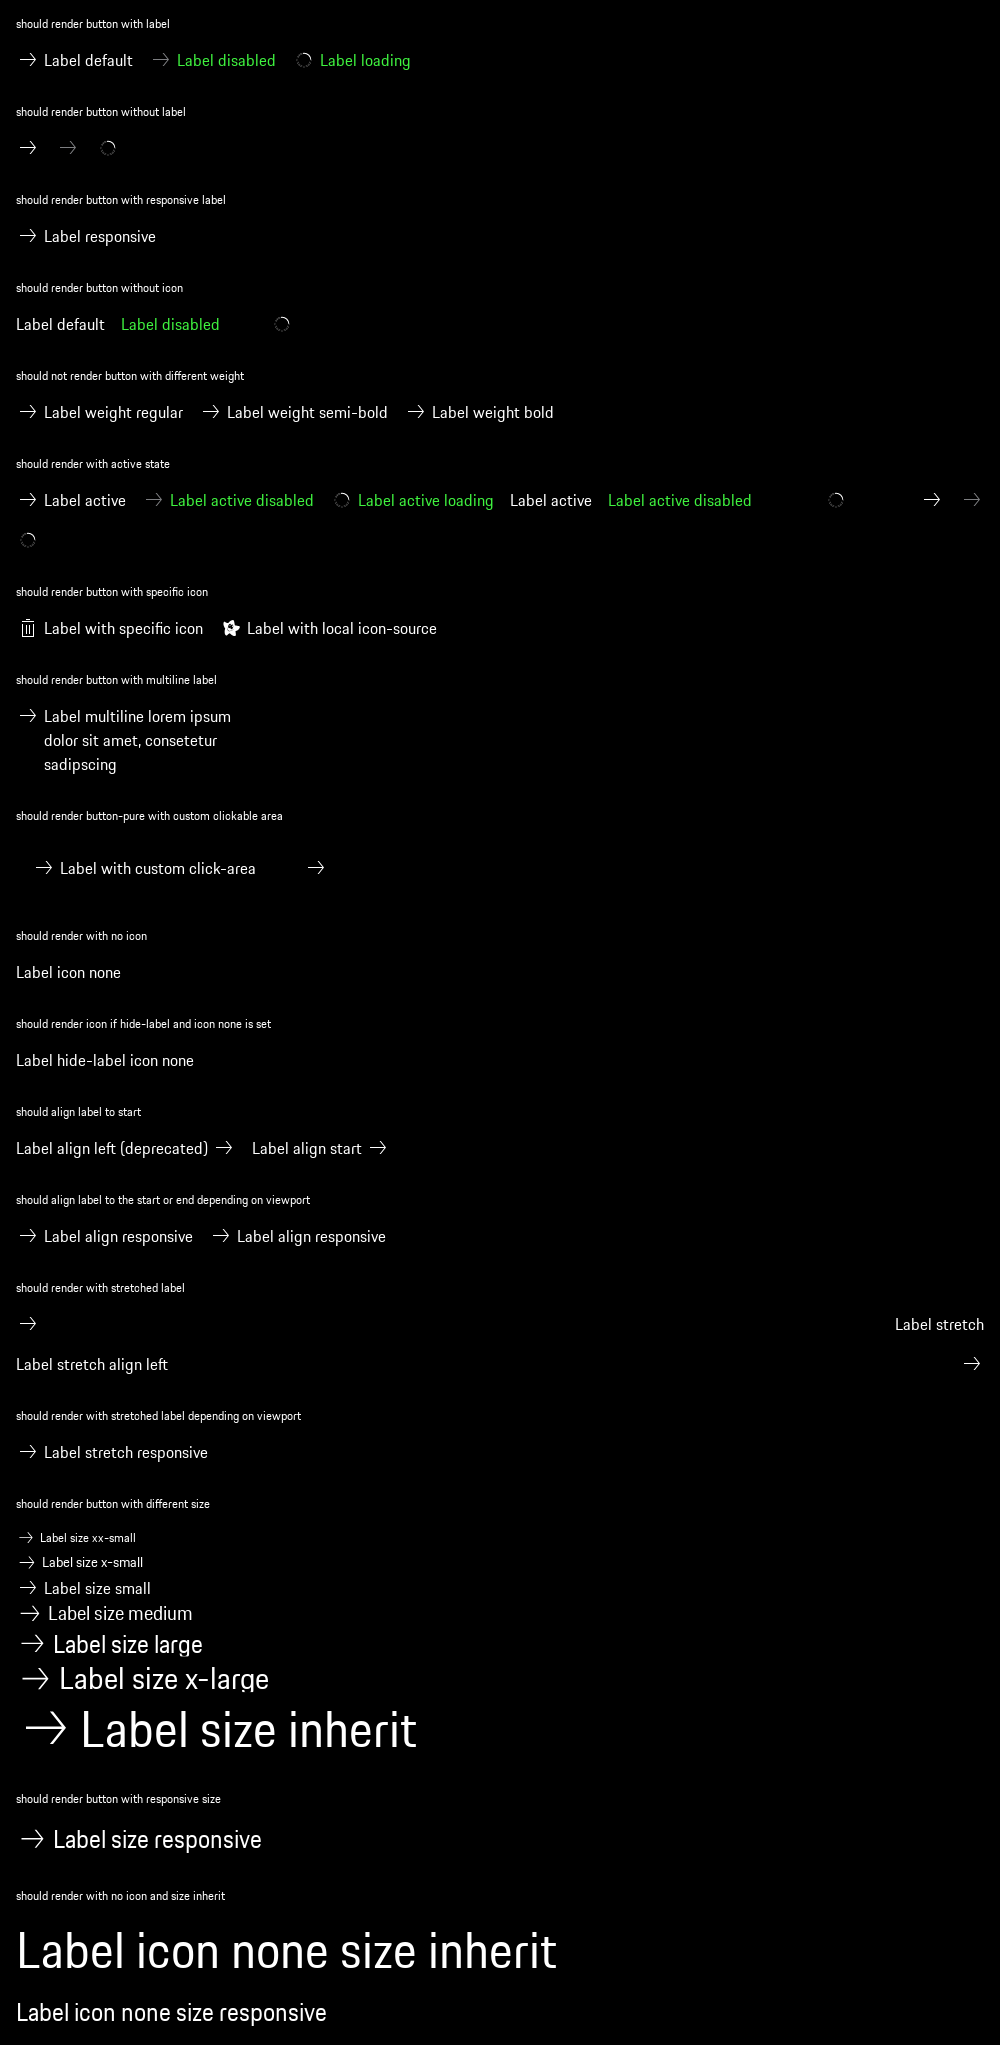 should render button with label
Label default Label disabled Label loading
should render button without label
should render button with responsive label
Label responsive
should render button without icon
Label default Label disabled
should not render button with different weight
Label weight regular Label weight semi-bold Label weight bold
should render with active state
Label active Label active disabled Label active loading Label active Label active disabled
should render button with specific icon
Label with specific icon Label with local icon-source
should render button with multiline label
Label multiline lorem ipsum
dolor sit amet, consetetur
sadipscing
should render button-pure with custom clickable area
Label with custom click-area
should render with no icon
Label icon none
should render icon if hide-label and icon none is set
Label hide-label icon none
should align label to start
Label align left (deprecated) Label align start
should align label to the start or end depending on viewport
Label align responsive Label align responsive
should render with stretched label
Label stretch
Label stretch align left
should render with stretched label depending on viewport
Label stretch responsive
should render button with different size
Label size xx-small
Label size x-small
Label size small
Label size medium
Label size large
Label size x-large
Label size inherit
should render button with responsive size
Label size responsive
should render with no icon and size inherit
Label icon none size inherit
Label icon none size responsive